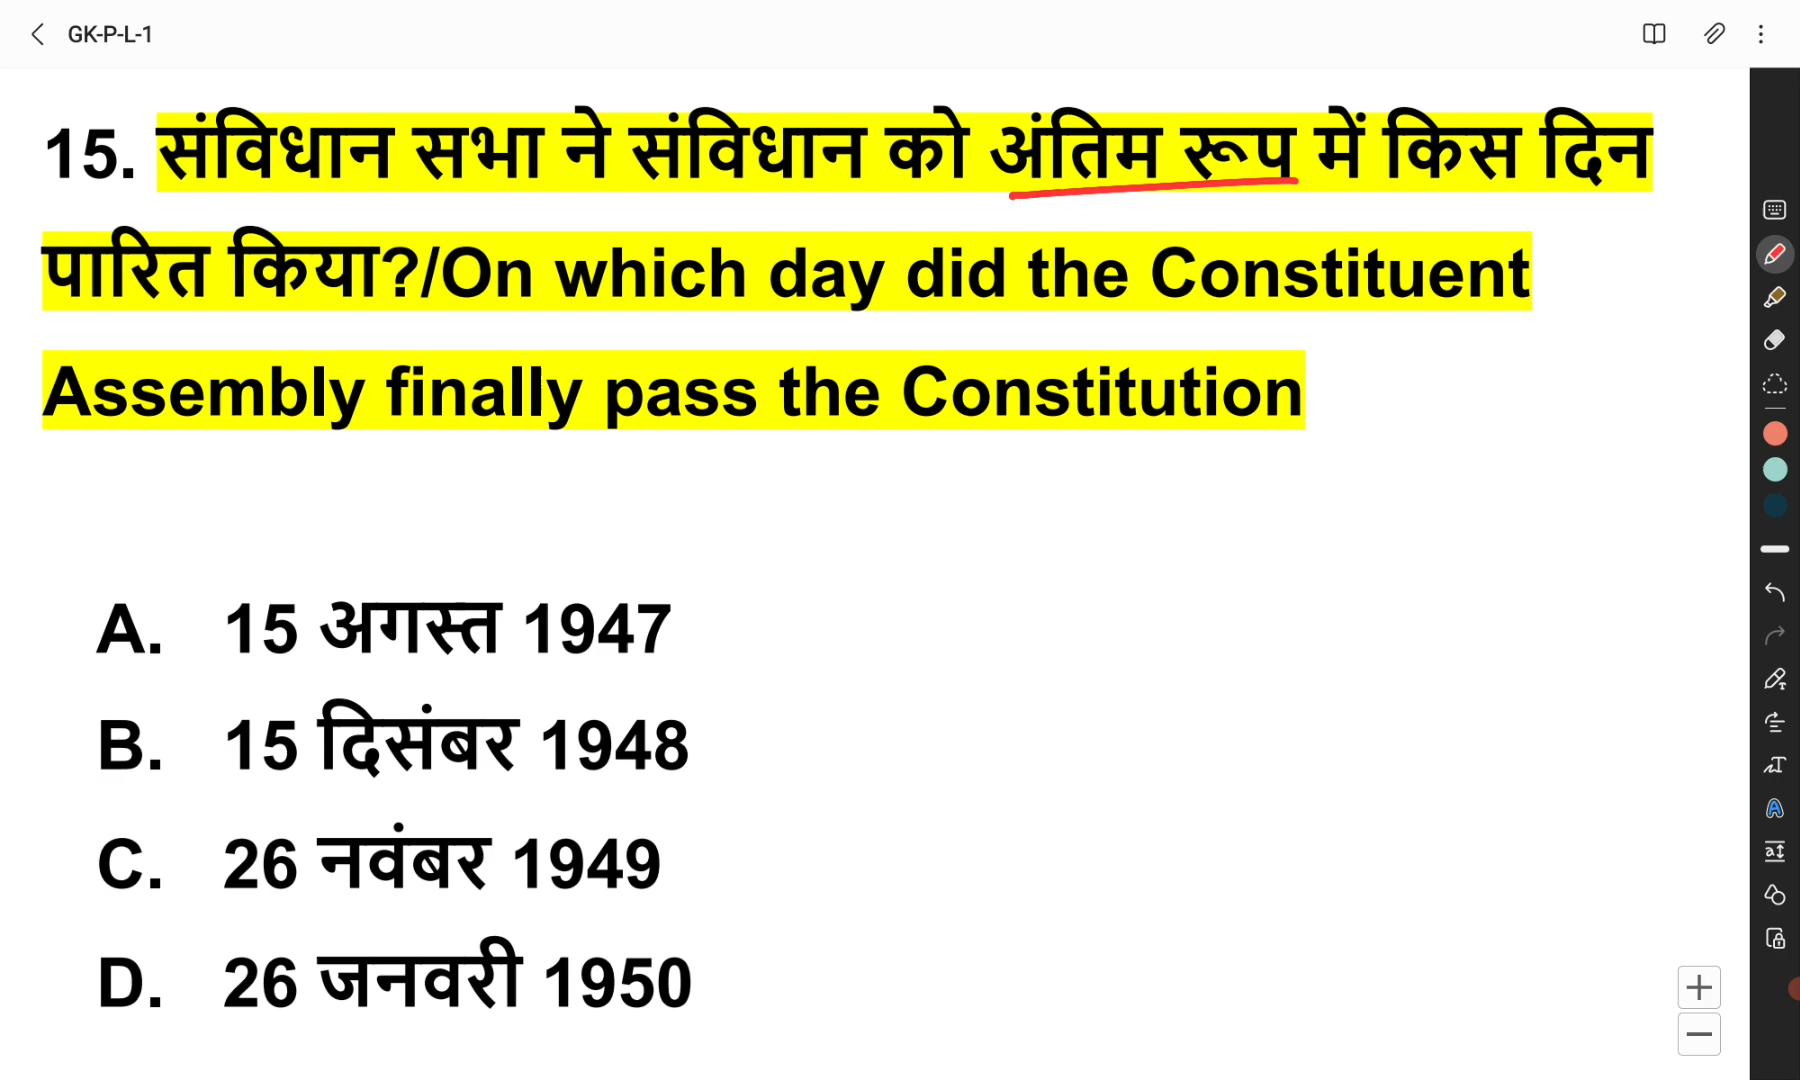 GK-P-L-1
15. संविधान सभा ने संविधान को अंतिम रूप में किस दिन
पारित किया?/On which day did the Constituent
Assembly finally pass the Constitution
A. 15 अगस्त 1947
B. 15 दिसंबर 1948
C. 26 नवंबर 1949
D. 26 जनवरी 1950